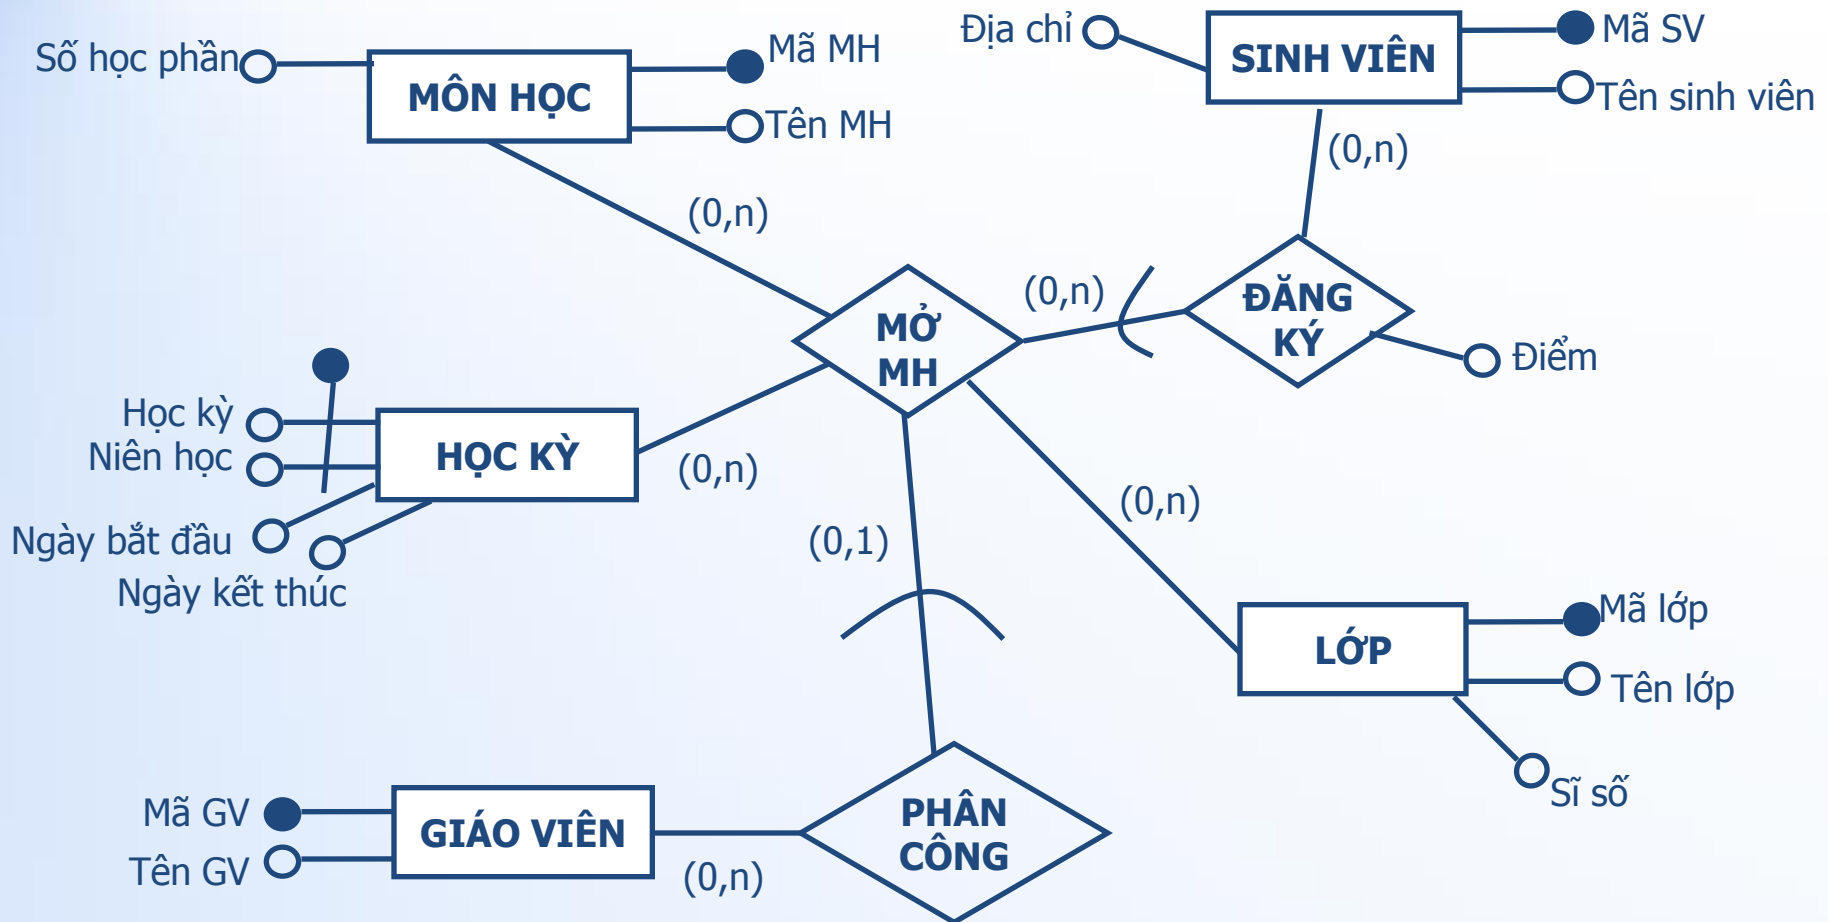 Số học phần
MÔN HỌC
Mã MH
Tên MH
(0,n)
Địa chỉ
SINH VIÊN
Mã SV
Tên sinh viên
(0,n)
(0,n)
ĐĂNG
KÝ
Điểm
MỞ
MH
Học kỳ
Niên học
Ngày bắt đầu
Ngày kết thúc
HỌC KỲ
(0,n)
(0,1)
(0,n)
LỚP
Mã lớp
Tên lớp
Sĩ số
Mã GV
Tên GV
GIÁO VIÊN
(0,n)
PHÂN
CÔNG